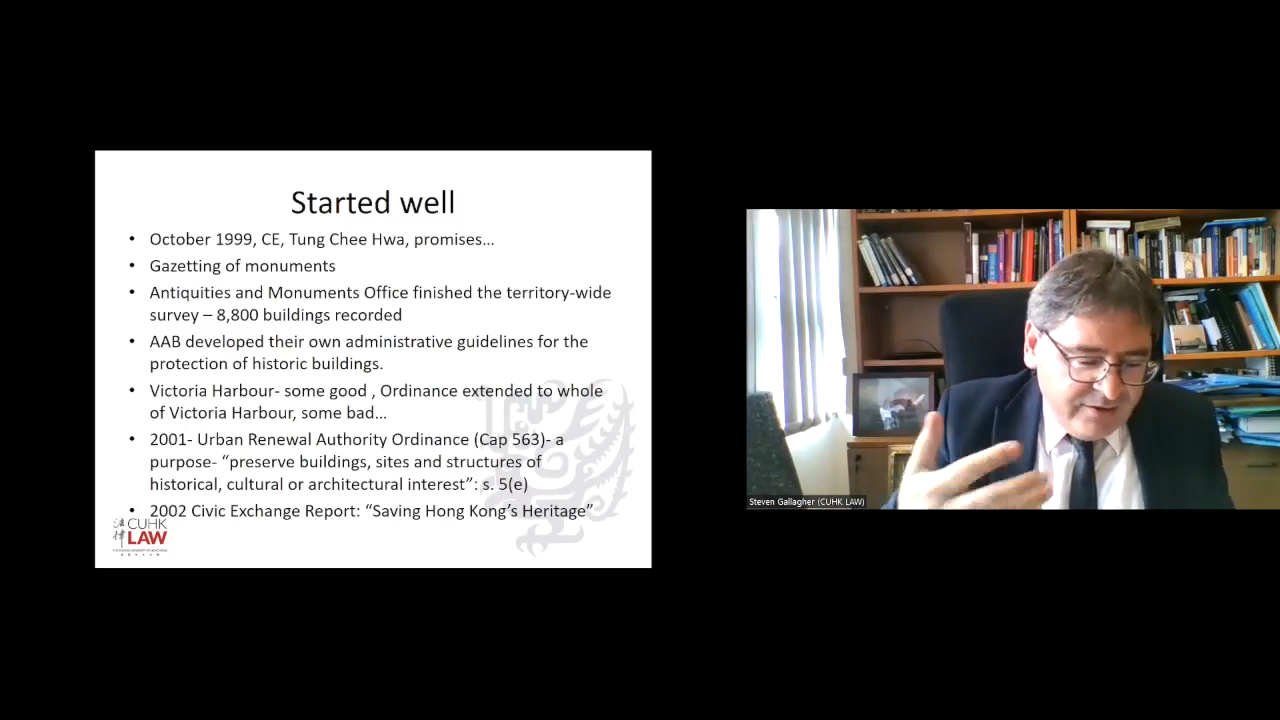 Started well
• October 1999, CE, Tung Chee Hwa, promises…
• Gazetting of monuments
• Antiquities and Monuments Office finished the territory-wide
survey – 8,800 buildings recorded
• AAB developed their own administrative guidelines for the
protection of historic buildings.
• Victoria Harbour- some good , Ordinance extended to whole
of Victoria Harbour, some bad…
• 2001- Urban Renewal Authority Ordinance (Cap 563)- a
purpose- “preserve buildings, sites and structures of
historical, cultural or architectural interest”: s. 5(e)
• 2002 Civic Exchange Report: “Saving Hong Kong’s Heritage”
法律
CUHK
LAW
Steven Gallagher (CUHK LAW)